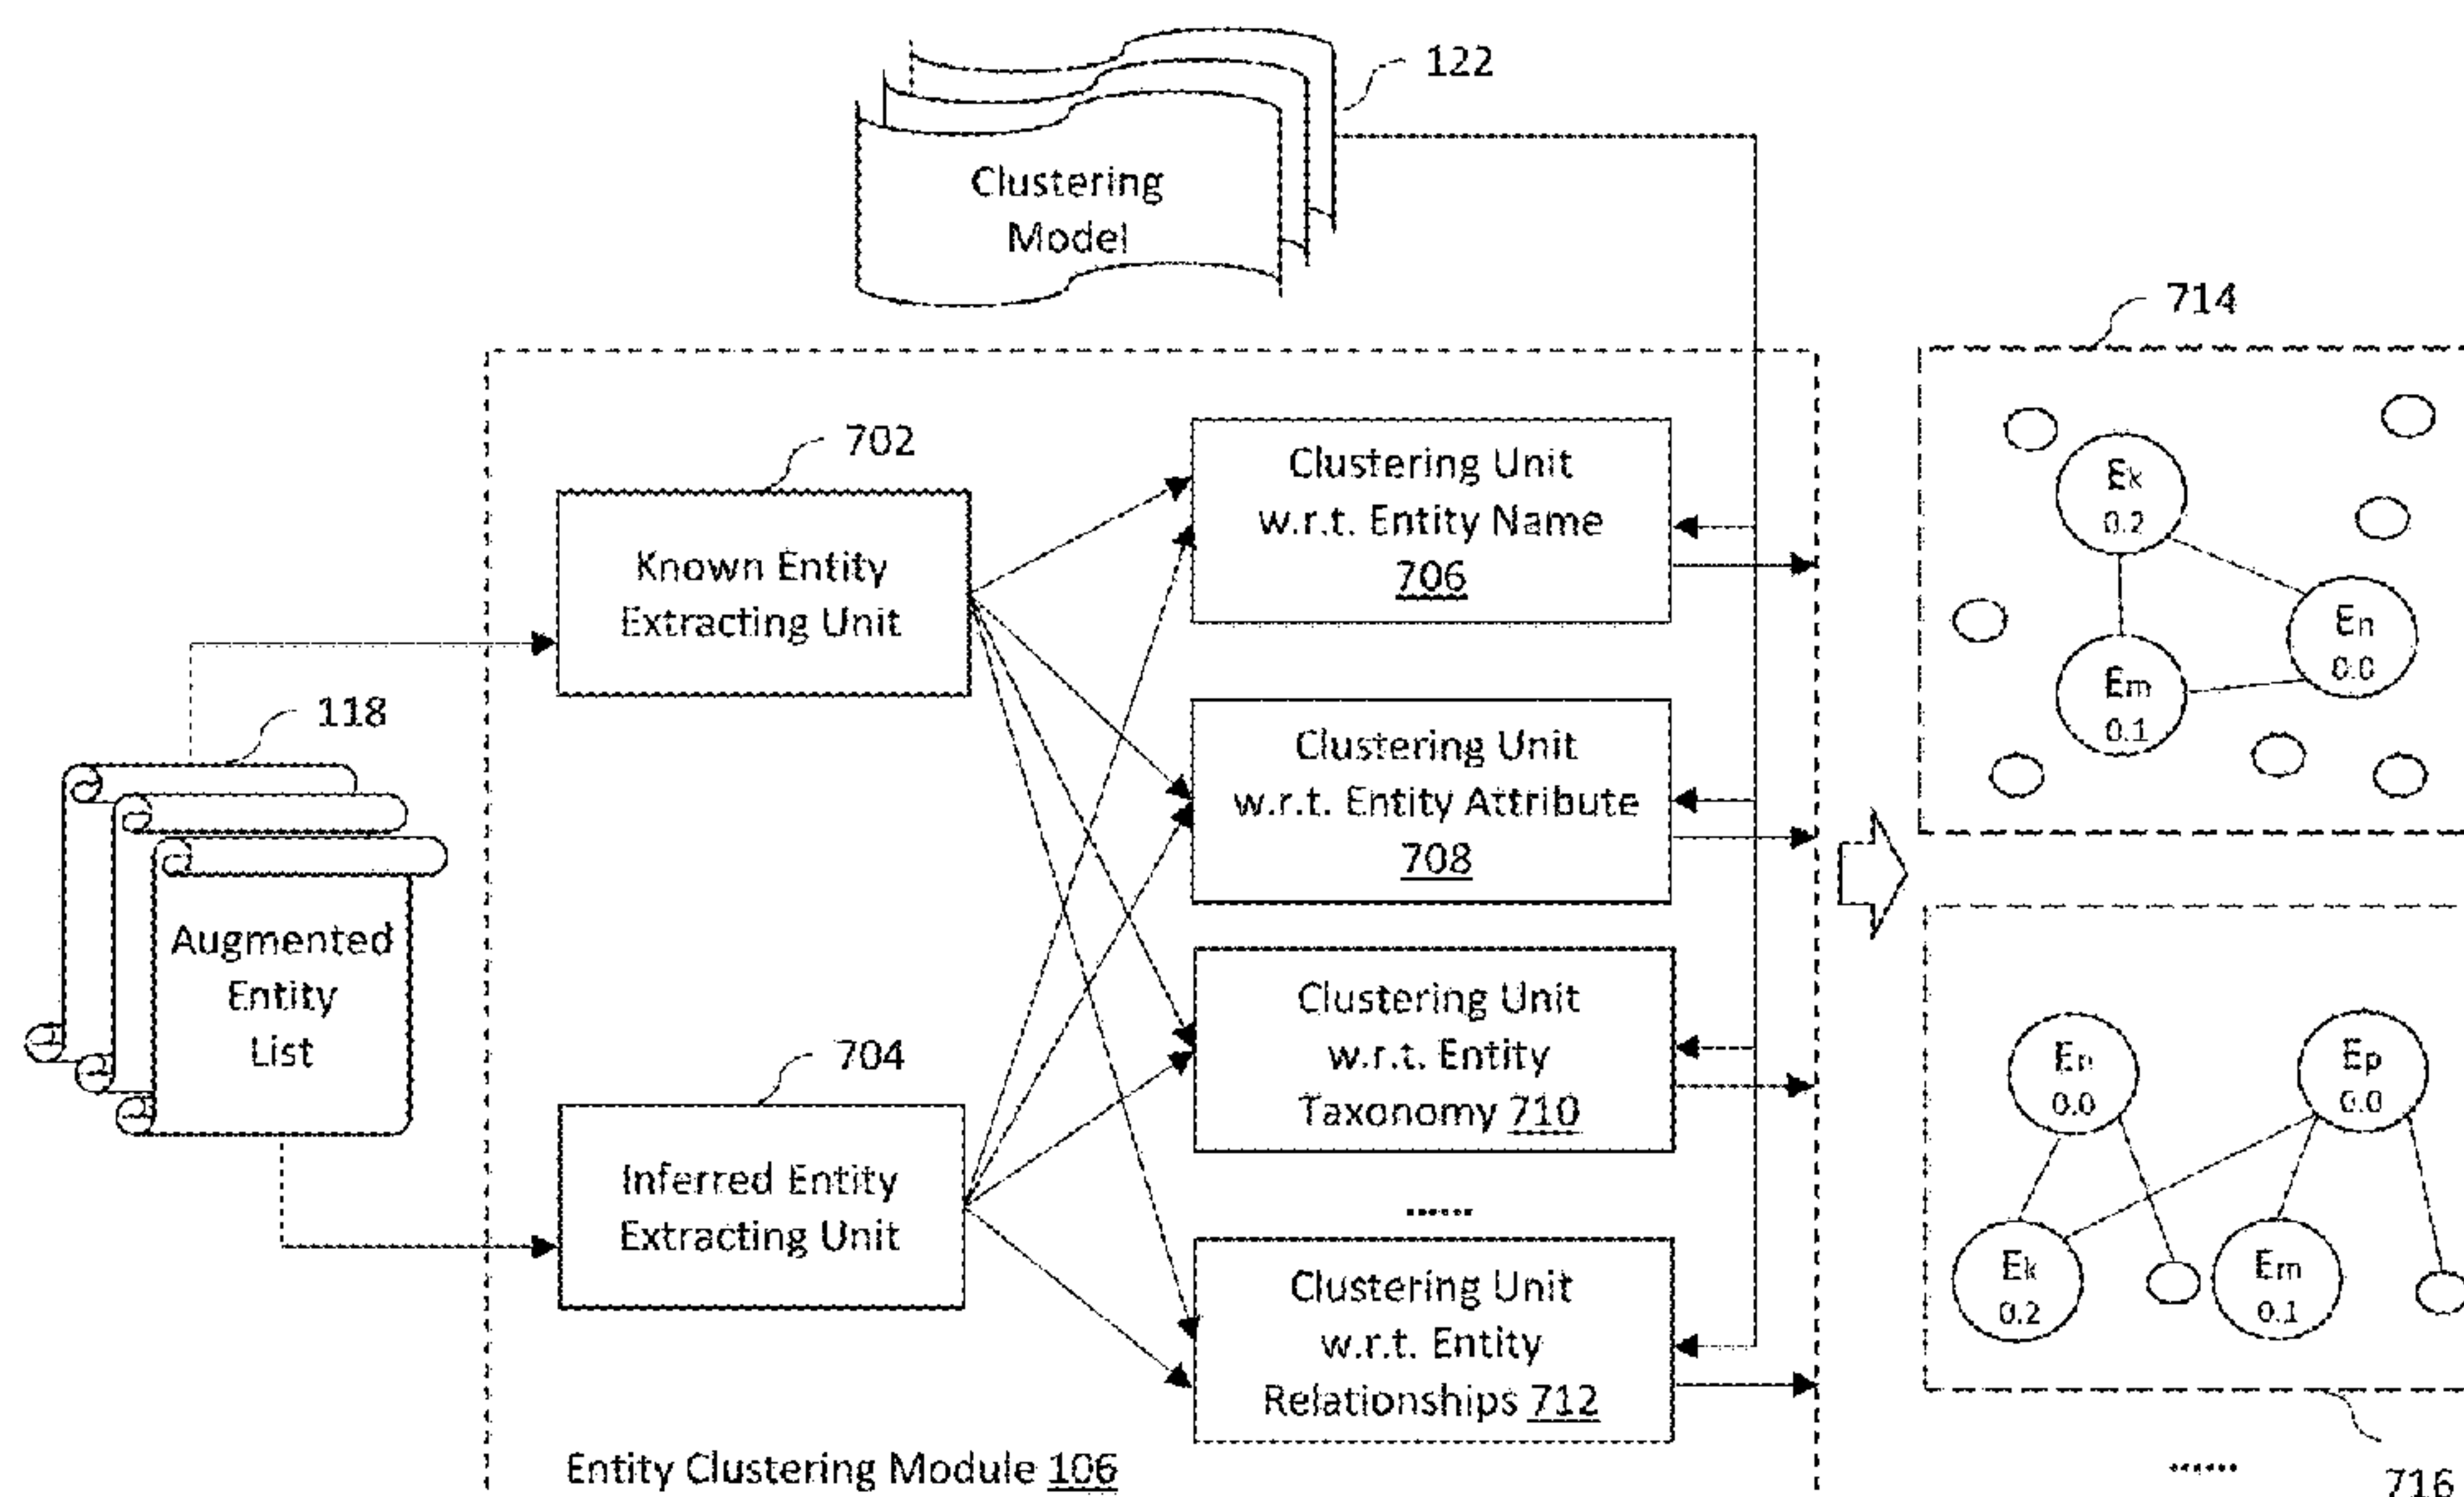 122
Clustering
Model
714
702
Known Entity
Extracting Unit
Clustering Unit
w.r.t. Entity Name
706
Ek
0.2
En
0.0
Em
0.1
118
Augmented
Entity
List
Clustering Unit
w.r.t. Entity Attribute
708
704
Inferred Entity
Extracting Unit
Clustering Unit
w.r.t. Entity
Taxonomy 710
......
Clustering Unit
w.r.t. Entity
Relationships 712
En
0.0
Ep
0.0
Ek
0.2
Em
0.1
Entity Clustering Module 106
......
716